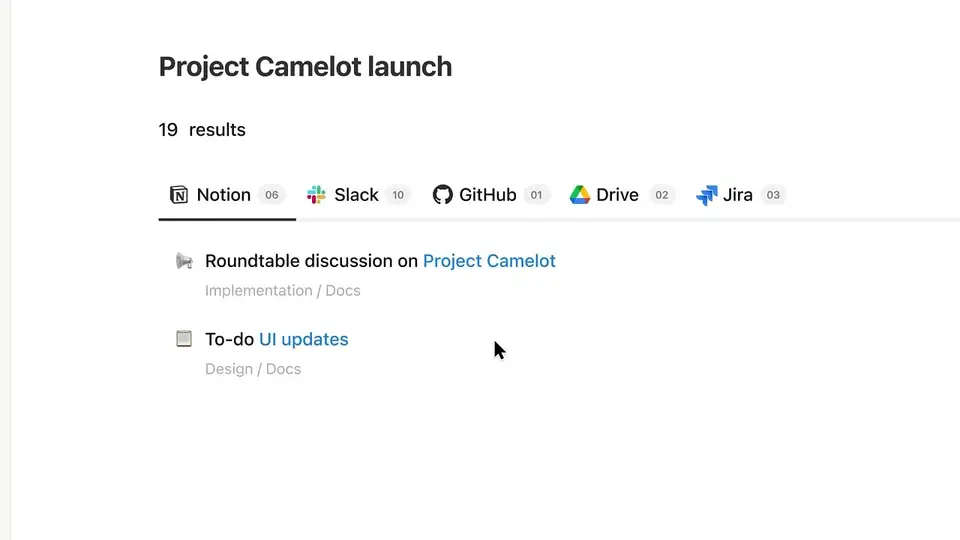 Project Camelot launch
19 results
Notion 06 Slack 10 GitHub 01 Drive 02 Jira 03
Roundtable discussion on Project Camelot
Implementation / Docs
To-do UI updates
Design / Docs